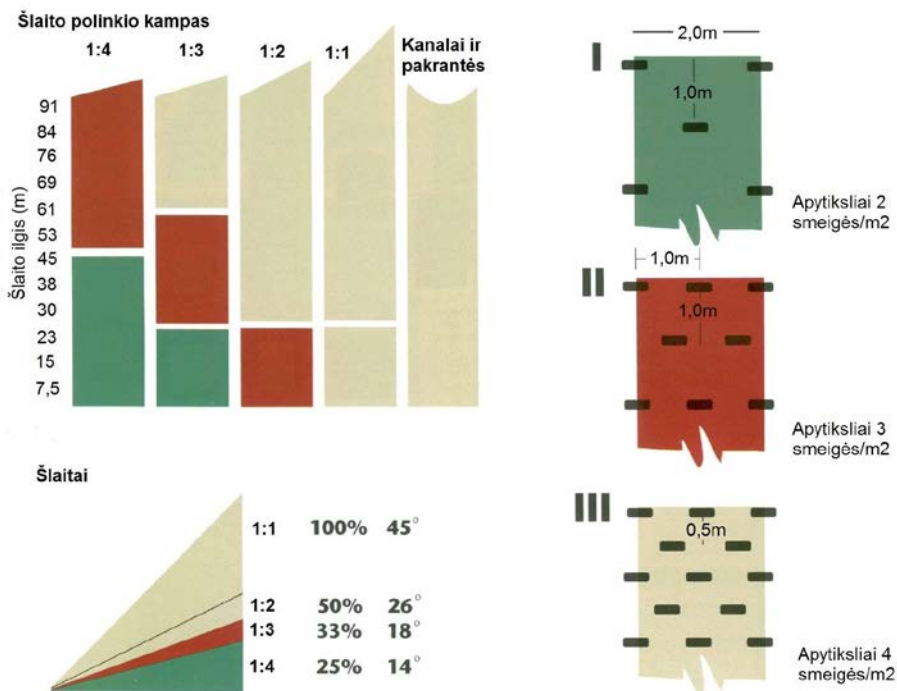 Šlaito polinkio kampas
1:4
1:3
1:2
1:1
Kanalai ir
pakrantės
Šlaito ilgis (m)
91
84
76
69
61
53
45
38
30
23
15
7,5
Šlaitai
1:1 100% 45°
1:2 50% 26°
1:3 33% 18°
1:4 25% 14°
I
2,0m
1,0m
Apytiksliai 2
smeigės/m2
II
1,0m
1,0m
Apytiksliai 3
smeigės/m2
III
0,5m
Apytiksliai 4
smeigės/m2